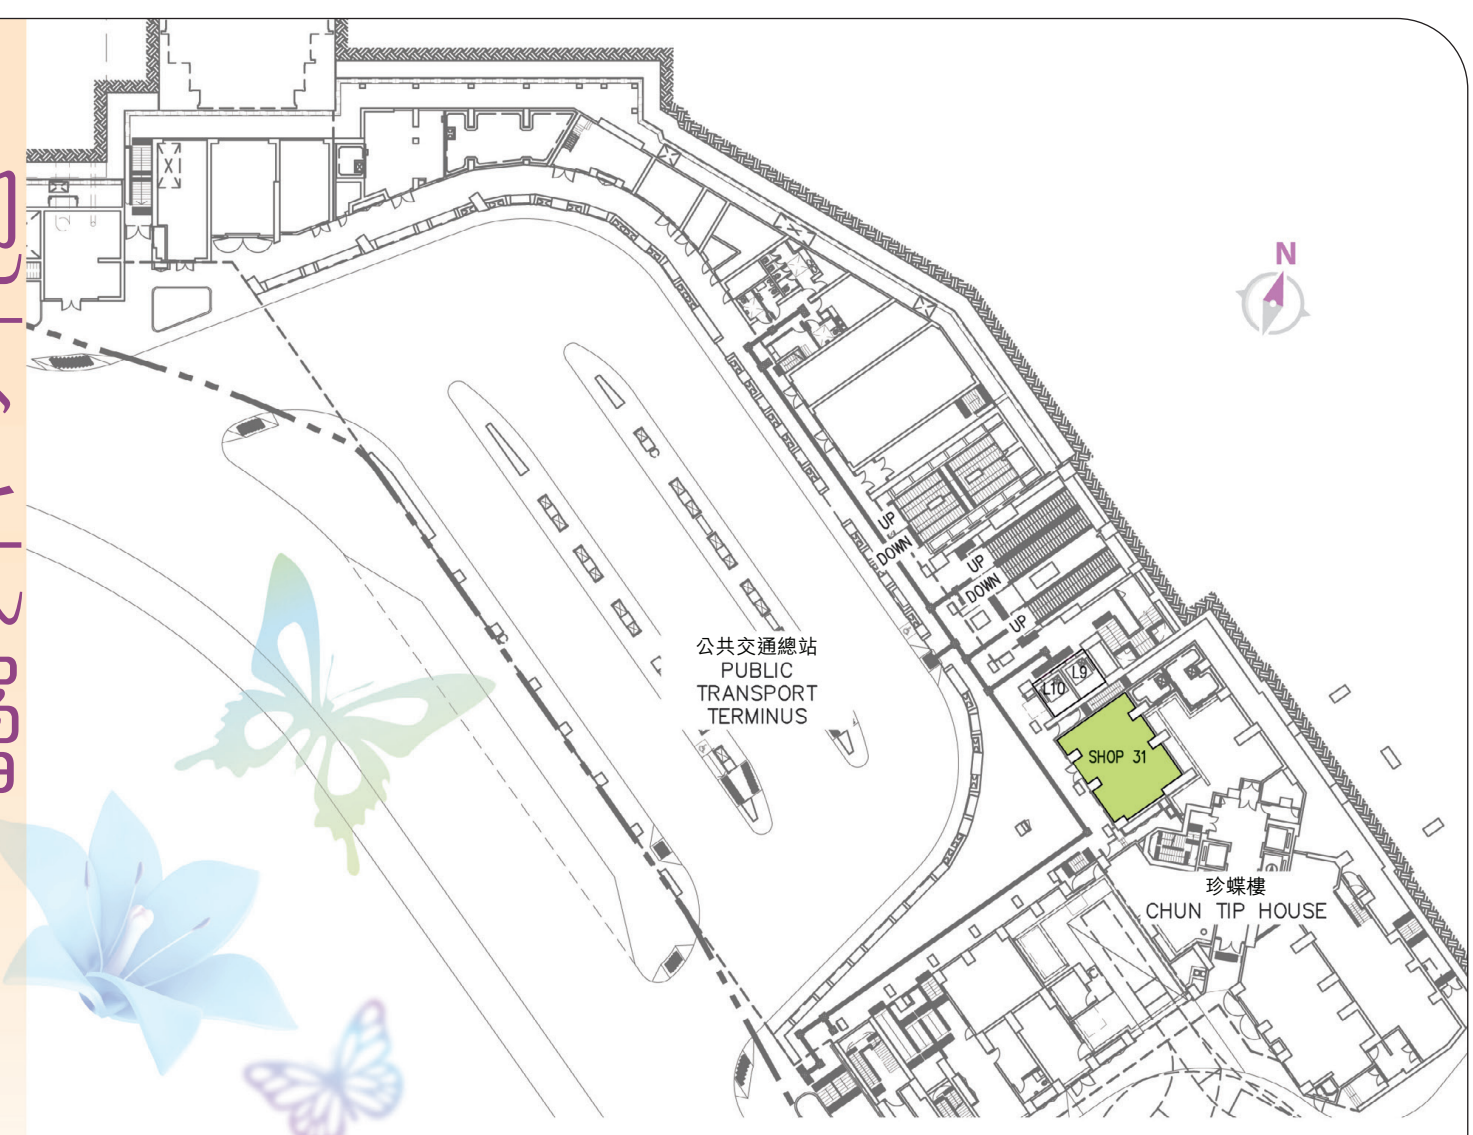 N
UP
DOWN
UP
DOWN
UP
公共交通總站
PUBLIC
TRANSPORT
TERMINUS
L10
L9
SHOP 31
珍蝶樓
CHUN TIP HOUSE